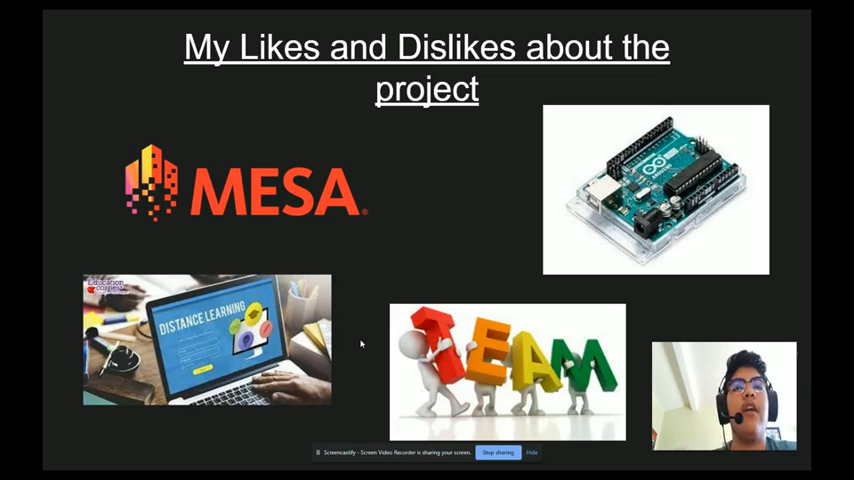 My Likes and Dislikes about the
project
MESA
DISTANCE LEARNING
TEAM
Screencastify - Screen Video Recorder is sharing your screen. Stop sharing Hide